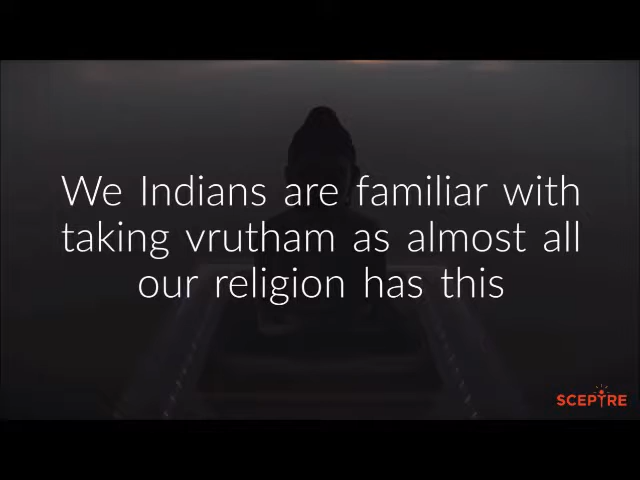 We Indians are familiar with
taking vrutham as almost all
our religion has this
SCEPTRE